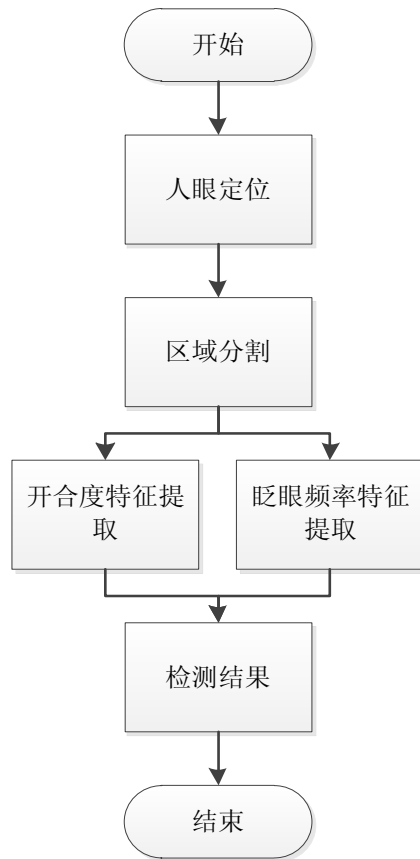 开始
人眼定位
区域分割
开合度特征提
取
眨眼频率特征
提取
检测结果
结束